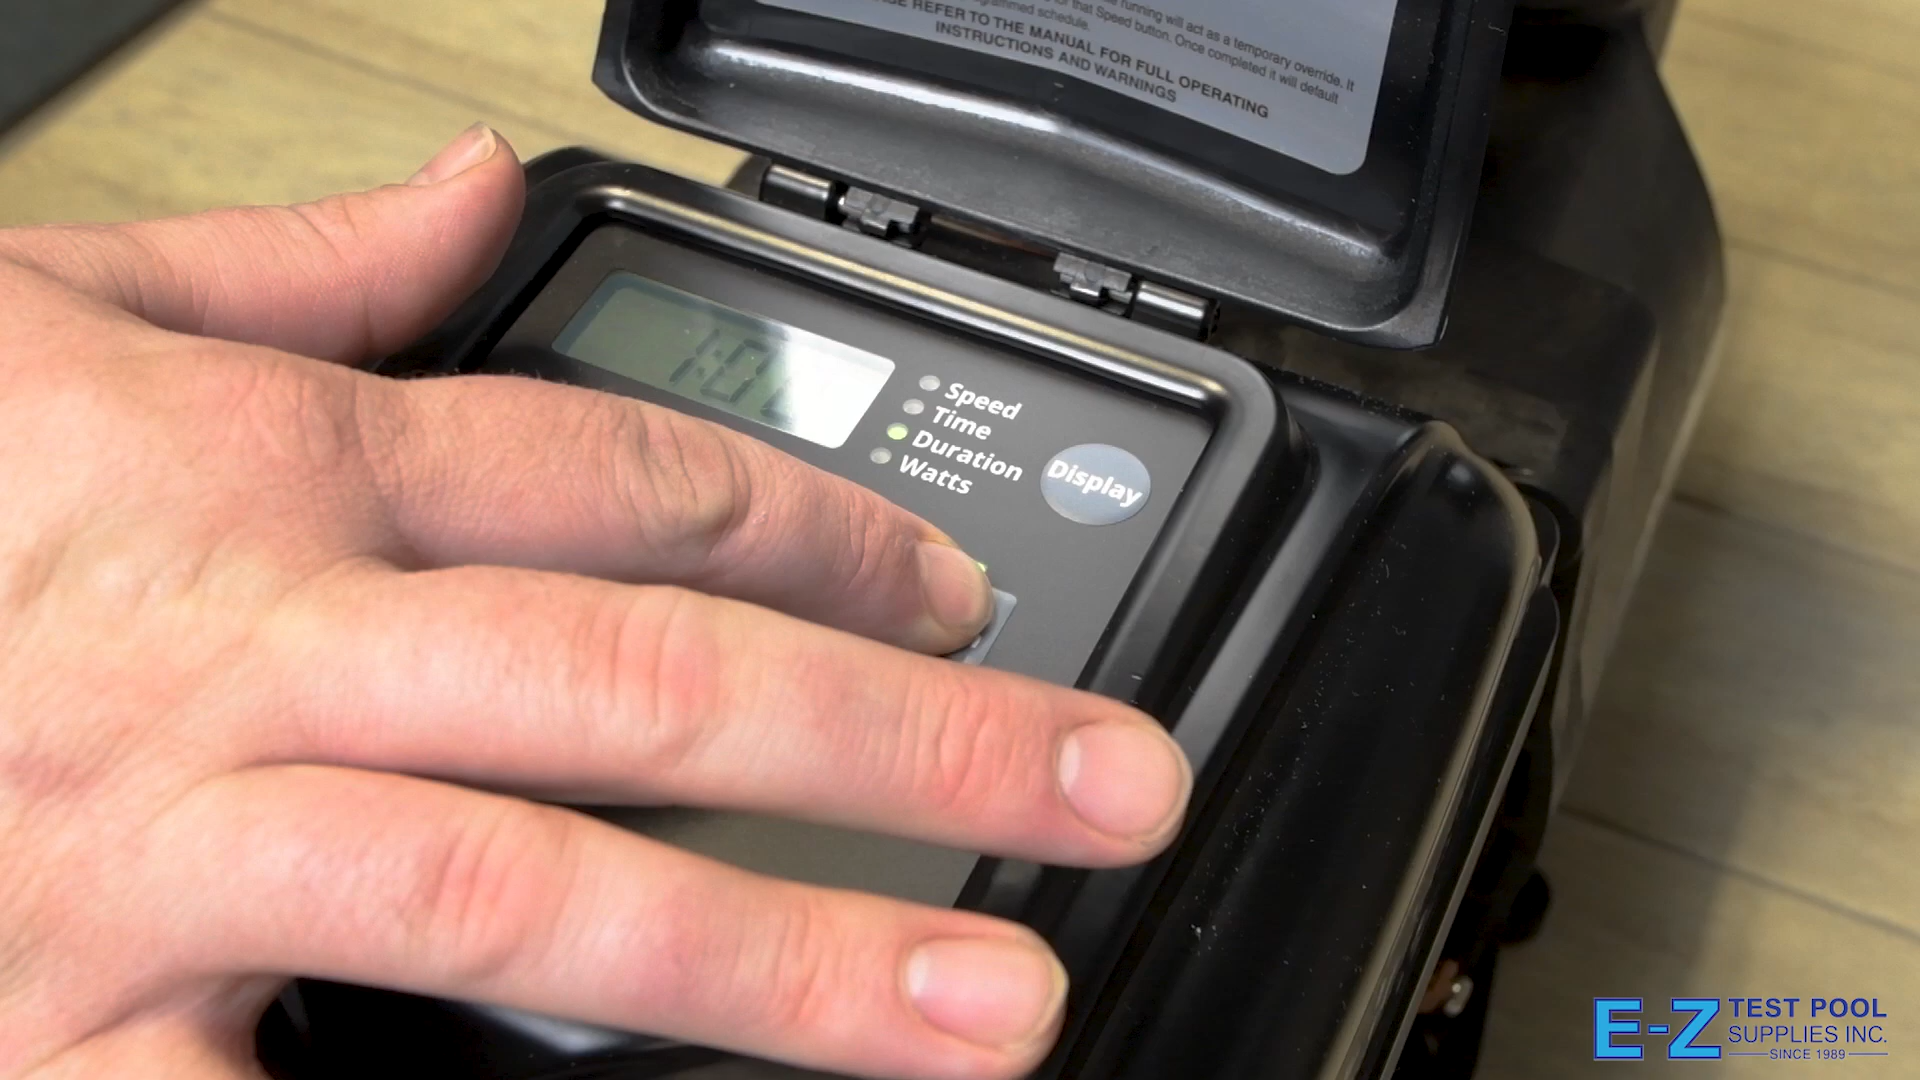 running will act as a temporary override. It
for that Speed button. Once completed it will default
programmed schedule.
REFER TO THE MANUAL FOR FULL OPERATING
INSTRUCTIONS AND WARNINGS
Speed
Time
Duration
Watts
Display
E-Z
TEST POOL
SUPPLIES INC.
SINCE 1989